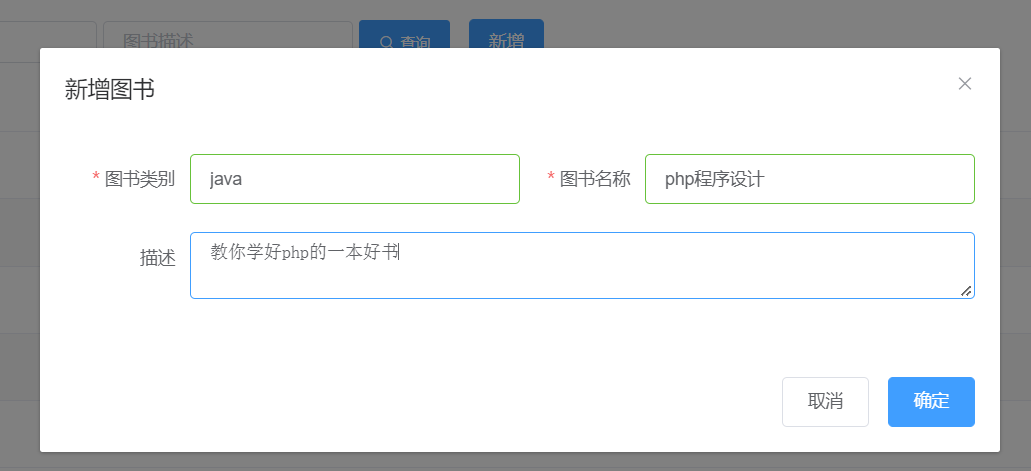 图书描述 查询 新增
新增图书
* 图书类别 java * 图书名称 php程序设计
描述 教你学好php的一本好书
取消 确定